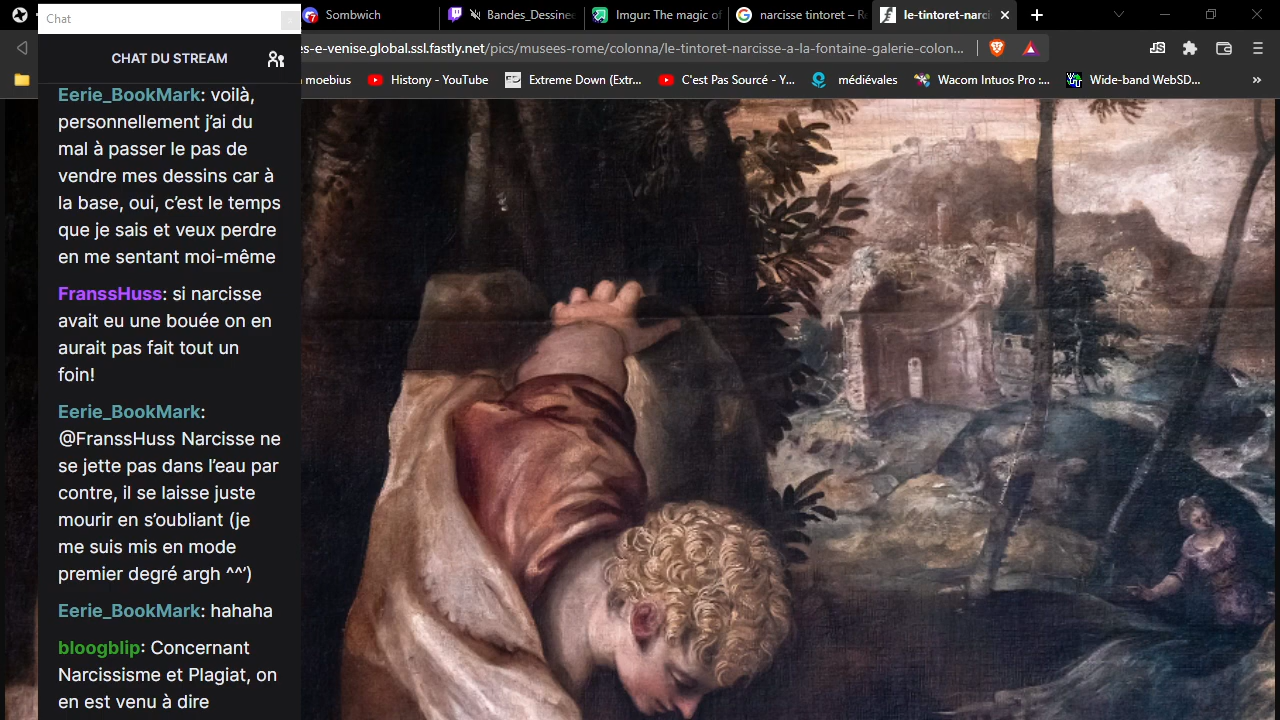 Chat
x
Sombwich
Bandes_Dessinee
Imgur: The magic of
narcisse tintoret – R
le-tintoret-narci
s-e-venise.global.ssl.fastly.net/pics/musees-rome/colonna/le-tintoret-narcisse-a-la-fontaine-galerie-colon...
moebius
Histony - YouTube
Extreme Down (Extr...
C'est Pas Sourcé - Y...
médiévales
Wacom Intuos Pro :...
Wide-band WebSD...
»
CHAT DU STREAM
Eerie_BookMark: voilà,
personnellement j’ai du
mal à passer le pas de
vendre mes dessins car à
la base, oui, c’est le temps
que je sais et veux perdre
en me sentant moi-même
FranssHuss: si narcisse
avait eu une bouée on en
aurait pas fait tout un
foin!
Eerie_BookMark:
@FranssHuss Narcisse ne
se jette pas dans l’eau par
contre, il se laisse juste
mourir en s’oubliant (je
me suis mis en mode
premier degré argh ^^’)
Eerie_BookMark: hahaha
bloogblip: Concernant
Narcissisme et Plagiat, on
en est venu à dire